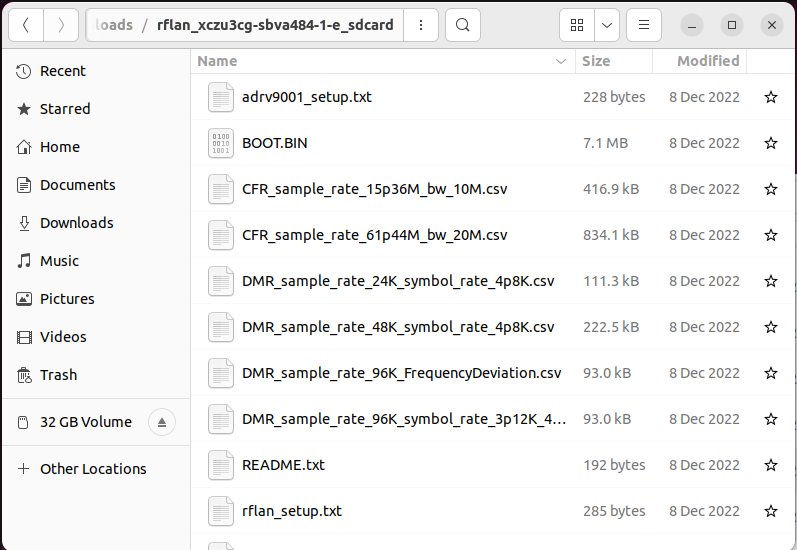 loads / rflan_xczu3cg-sbva484-1-e_sdcard
Name Size Modified
Recent
Starred
Home
Documents
Downloads
Music
Pictures
Videos
Trash
32 GB Volume
Other Locations
adrv9001_setup.txt 228 bytes 8 Dec 2022
BOOT.BIN 7.1 MB 8 Dec 2022
CFR_sample_rate_15p36M_bw_10M.csv 416.9 kB 8 Dec 2022
CFR_sample_rate_61p44M_bw_20M.csv 834.1 kB 8 Dec 2022
DMR_sample_rate_24K_symbol_rate_4p8K.csv 111.3 kB 8 Dec 2022
DMR_sample_rate_48K_symbol_rate_4p8K.csv 222.5 kB 8 Dec 2022
DMR_sample_rate_96K_FrequencyDeviation.csv 93.0 kB 8 Dec 2022
DMR_sample_rate_96K_symbol_rate_3p12K_4... 93.0 kB 8 Dec 2022
README.txt 192 bytes 8 Dec 2022
rflan_setup.txt 285 bytes 8 Dec 2022